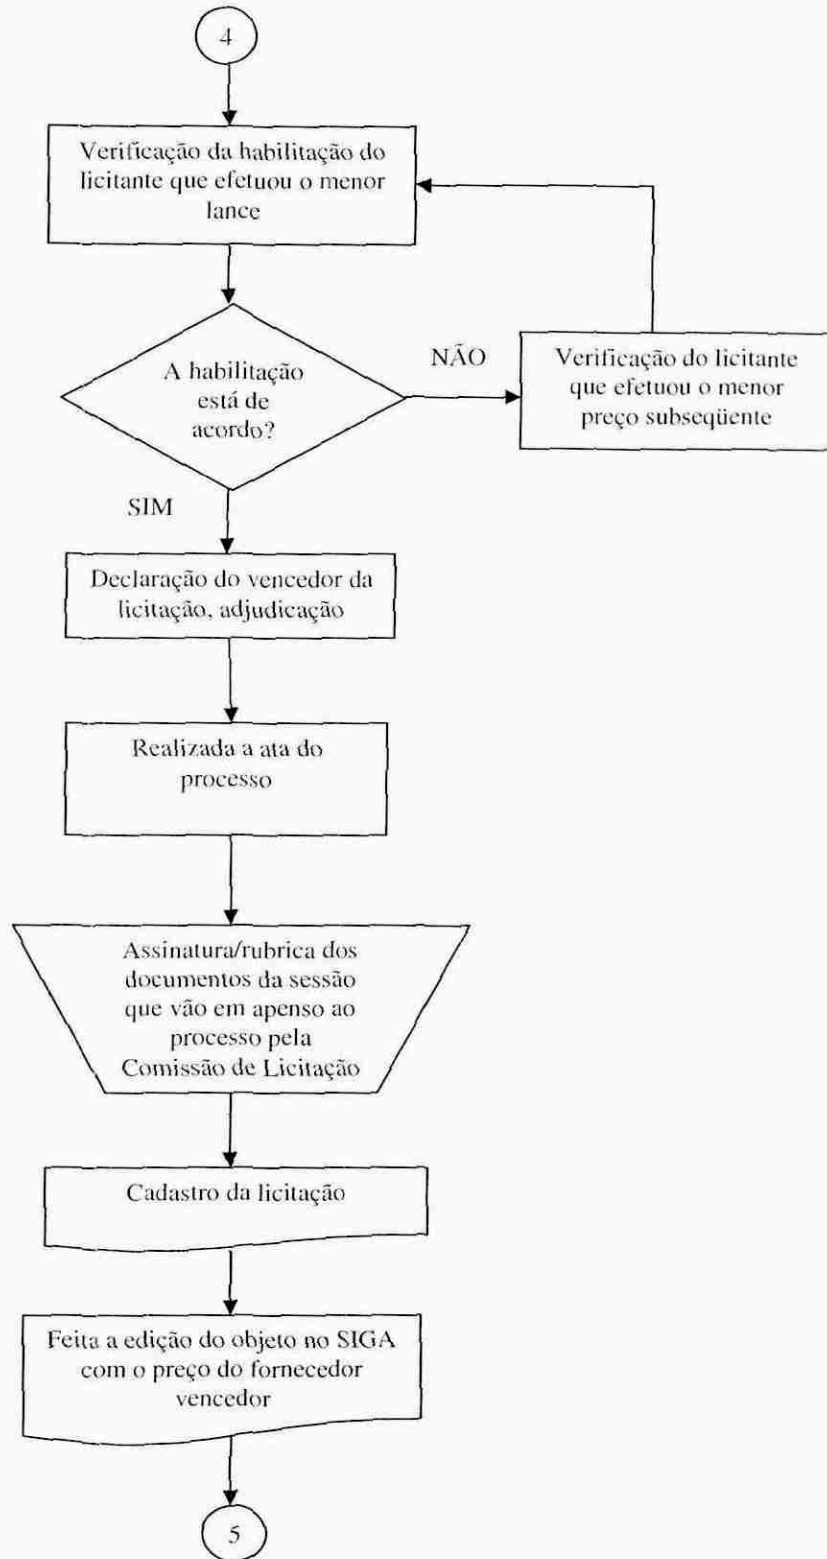 4
Verificação da habilitação do
licitante que efetuou o menor
lance
A habilitação
está de
acordo?
NÃO
Verificação do licitante
que efetuou o menor
preço subseqüente
SIM
Declaração do vencedor da
licitação, adjudicação
Realizada a ata do
processo
Assinatura/rubrica dos
documentos da sessão
que vão em apenso ao
processo pela
Comissão de Licitação
Cadastro da licitação
Feita a edição do objeto no SIGA
com o preço do fornecedor
vencedor
5